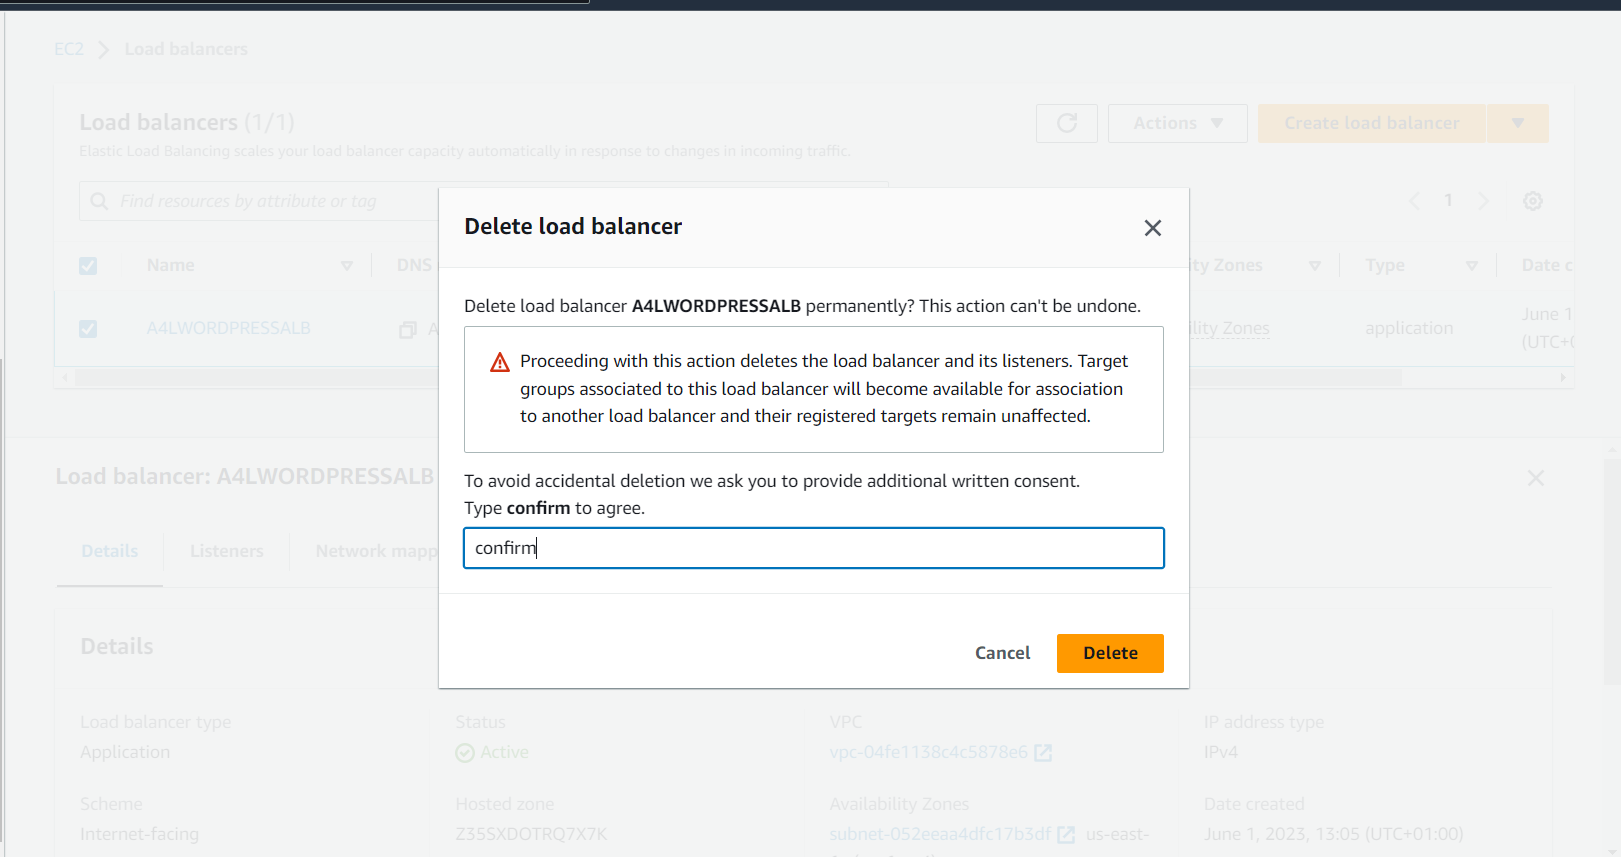 EC2 Load balancers
Load balancers (1/1)
Actions
Create load balancer
Elastic Load Balancing scales your load balancer capacity automatically in response to changes in incoming traffic.
Find resources by attribute or tag
1
Name
DNS
ty Zones
Type
Date c
A4LWORDPRESSALB
A
ility Zones
application
June 1
(UTC+0
Delete load balancer
Delete load balancer A4LWORDPRESSALB permanently? This action can't be undone.
Proceeding with this action deletes the load balancer and its listeners. Target
groups associated to this load balancer will become available for association
to another load balancer and their registered targets remain unaffected.
To avoid accidental deletion we ask you to provide additional written consent.
Type confirm to agree.
confirm
Cancel
Delete
Load balancer: A4LWORDPRESSALB
Details
Listeners
Network mapp
Details
Load balancer type
Application
Status
Active
VPC
vpc-04fe1138c4c5878e6
IP address type
IPv4
Scheme
Internet-facing
Hosted zone
Z35SXDOTRQ7X7K
Availability Zones
subnet-052eeaa4dfc17b3df us-east-
Date created
June 1, 2023, 13:05 (UTC+01:00)